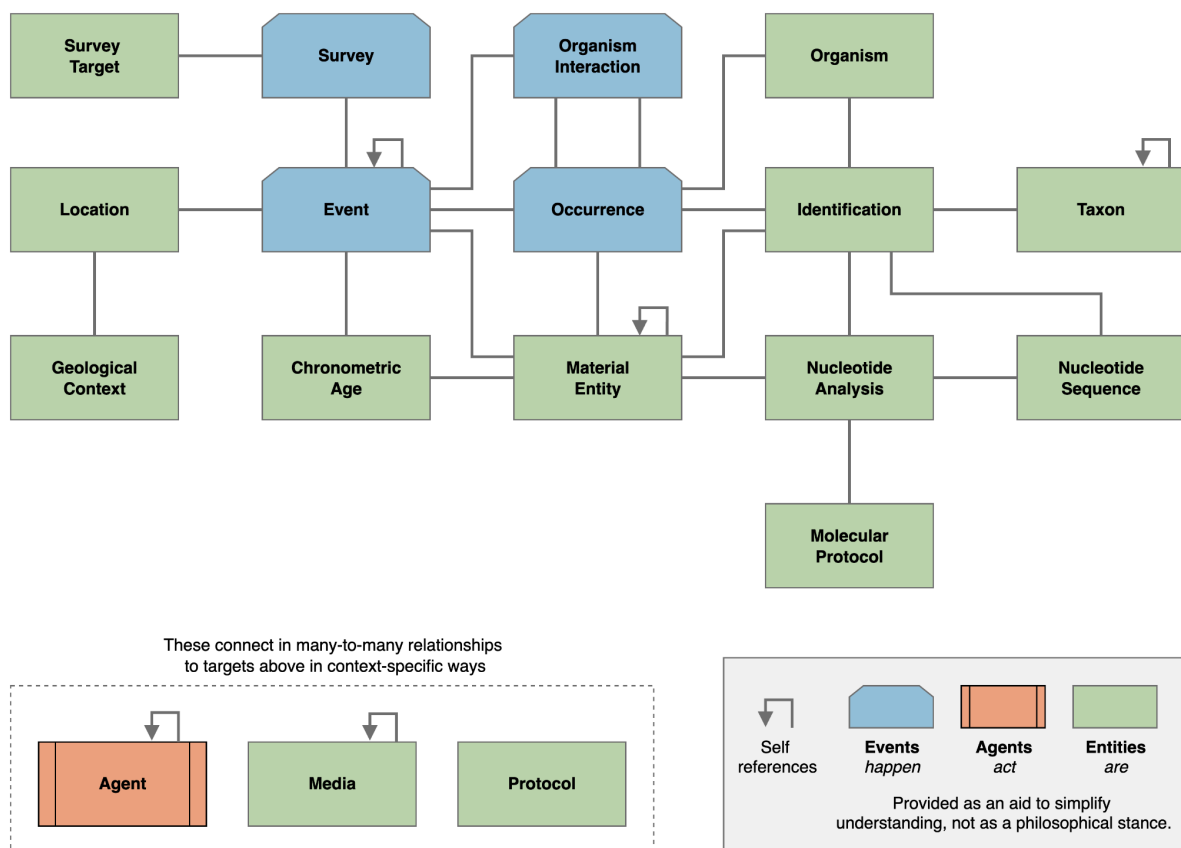 Survey
Target
Survey
Organism
Interaction
Organism
Location
Event
Occurrence
Identification
Taxon
Geological
Context
Chronometric
Age
Material
Entity
Nucleotide
Analysis
Nucleotide
Sequence
Molecular
Protocol
These connect in many-to-many relationships
to targets above in context-specific ways
Agent
Media
Protocol
Self
references
Events
happen
Agents
act
Entities
are
Provided as an aid to simplify
understanding, not as a philosophical stance.